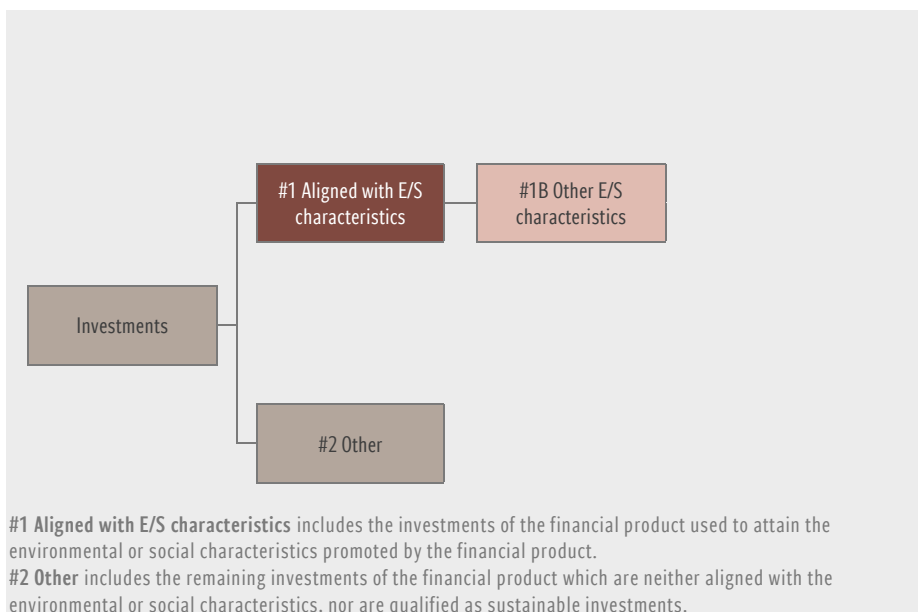 #1 Aligned with E/S
characteristics
#1B Other E/S
characteristics
Investments
#2 Other
#1 Aligned with E/S characteristics includes the investments of the financial product used to attain the
environmental or social characteristics promoted by the financial product.
#2 Other includes the remaining investments of the financial product which are neither aligned with the
environmental or social characteristics, nor are qualified as sustainable investments.